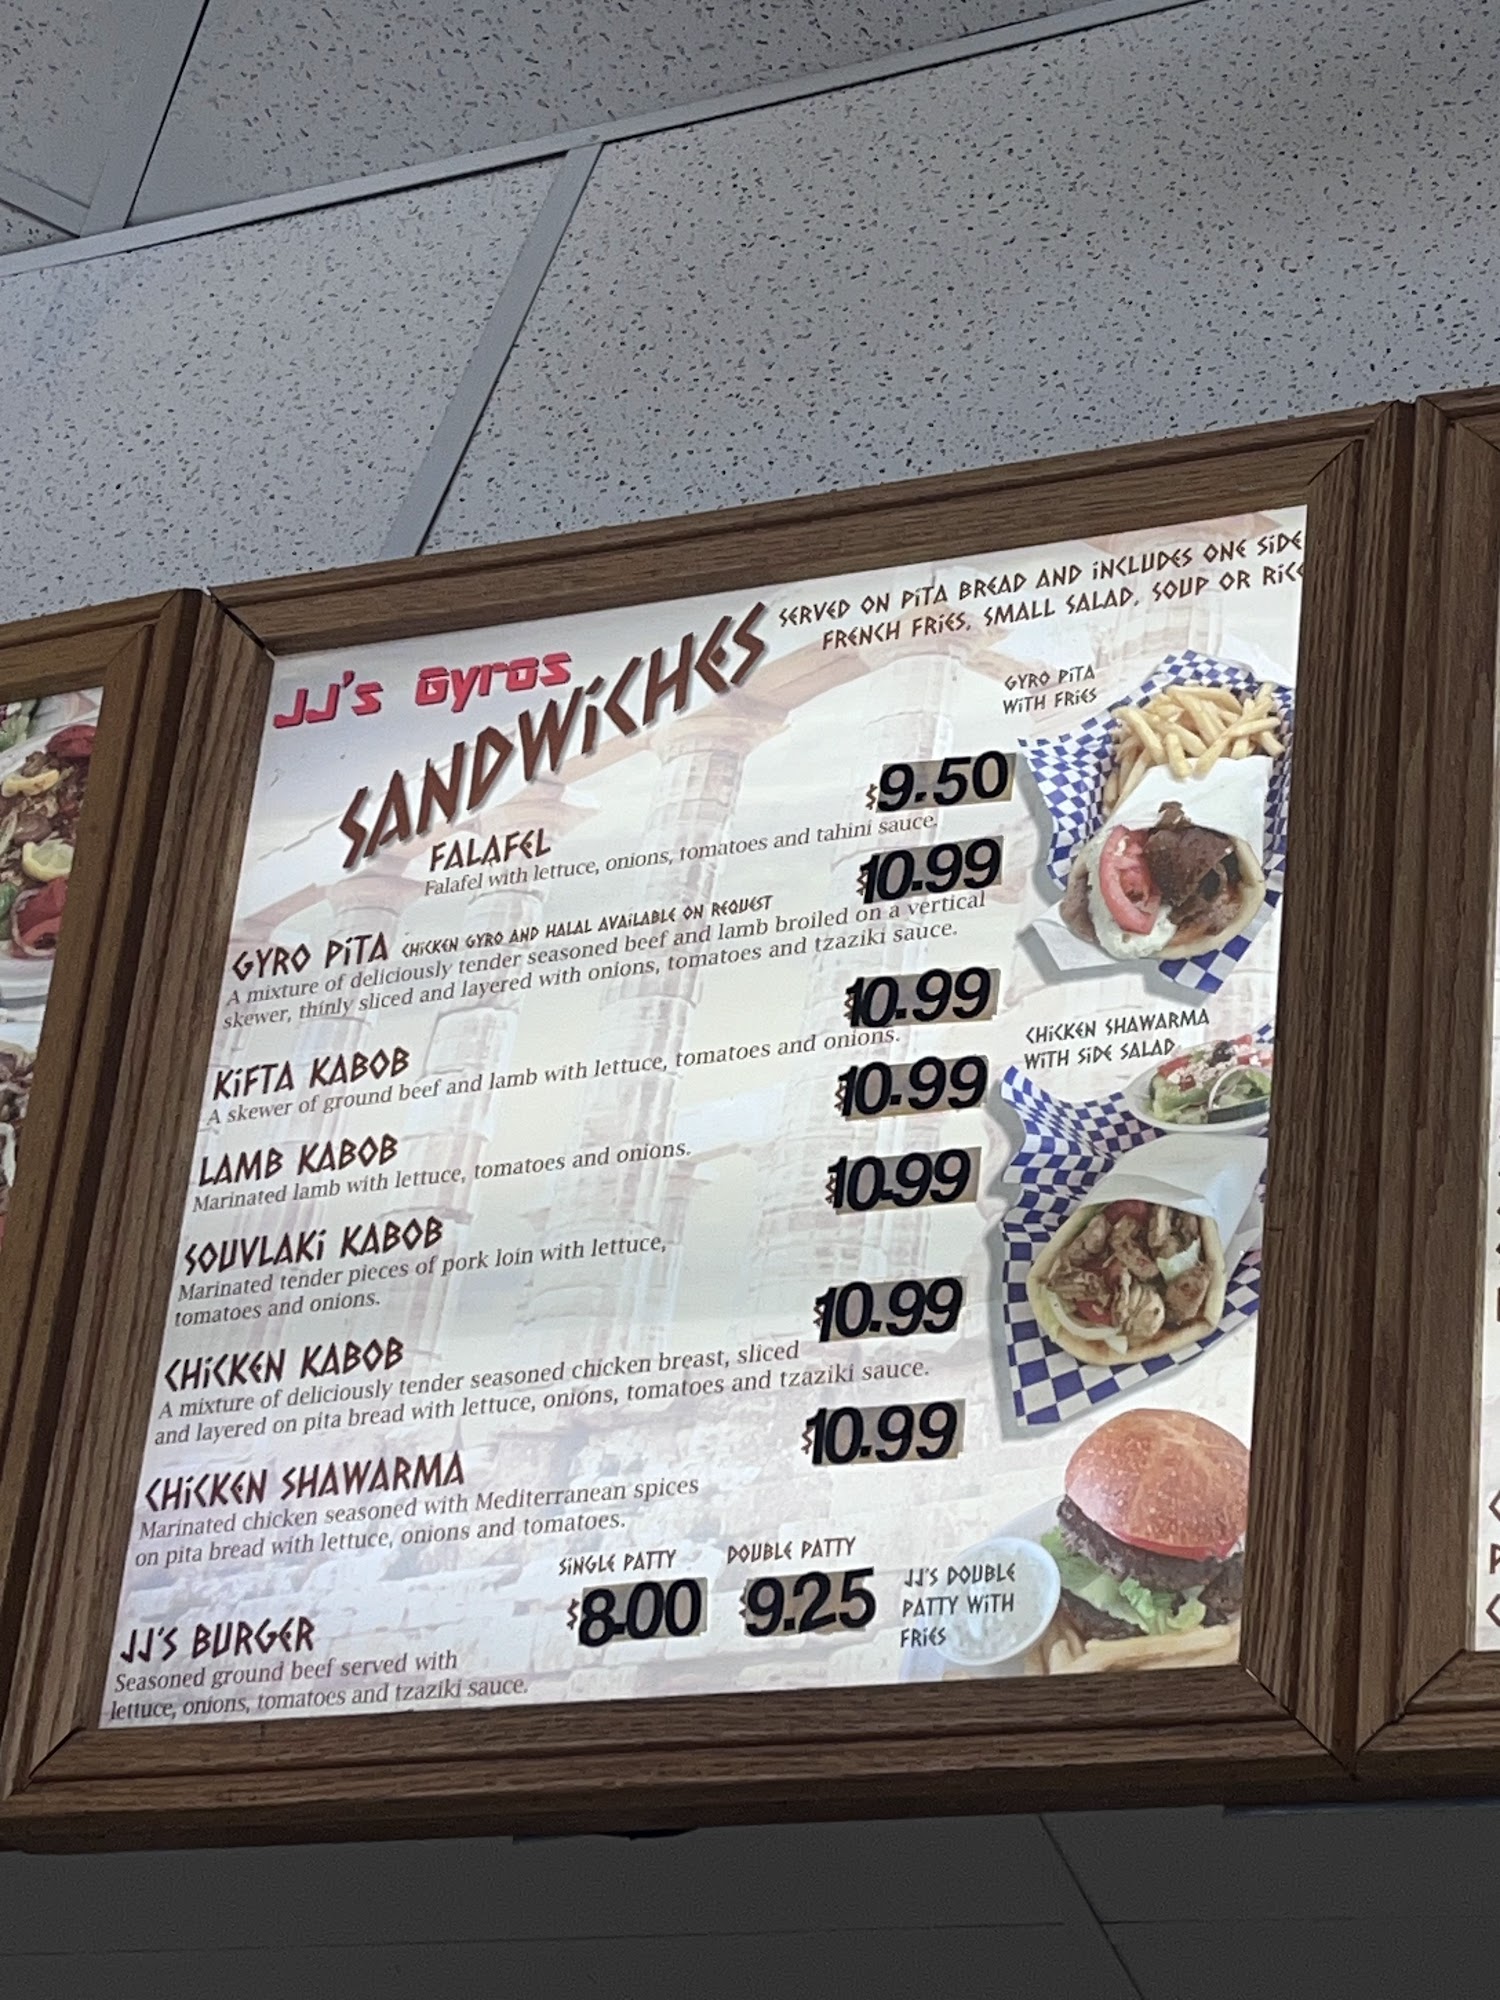 JJ's Gyros
SANDWiCHES
SERVED ON PiTA BREAD AND iNCLUDES ONE SiDE
FRENCH FRiES, SMALL SALAD, SOUP OR RiCE
GYRO PiTA
WiTH FRiES
FALAFEL $9.50
Falafel with lettuce, onions, tomatoes and tahini sauce.
GYRO PiTA CHiCKEN GYRO AND HALAL AVAiLABLE ON REQUEST $10.99
A mixture of deliciously tender seasoned beef and lamb broiled on a vertical
skewer, thinly sliced and layered with onions, tomatoes and tzaziki sauce.
KiFTA KABOB $10.99
A skewer of ground beef and lamb with lettuce, tomatoes and onions.
CHiCKEN SHAWARMA
WiTH SiDE SALAD
LAMB KABOB $10.99
Marinated lamb with lettuce, tomatoes and onions.
SOUVLAKi KABOB $10.99
Marinated tender pieces of pork loin with lettuce,
tomatoes and onions.
CHiCKEN KABOB $10.99
A mixture of deliciously tender seasoned chicken breast, sliced
and layered on pita bread with lettuce, onions, tomatoes and tzaziki sauce.
CHiCKEN SHAWARMA $10.99
Marinated chicken seasoned with Mediterranean spices
on pita bread with lettuce, onions and tomatoes.
SiNGLE PATTY DOUBLE PATTY
JJ'S BURGER $8.00 $9.25
Seasoned ground beef served with
lettuce, onions, tomatoes and tzaziki sauce.
JJ'S DOUBLE
PATTY WiTH
FRiES